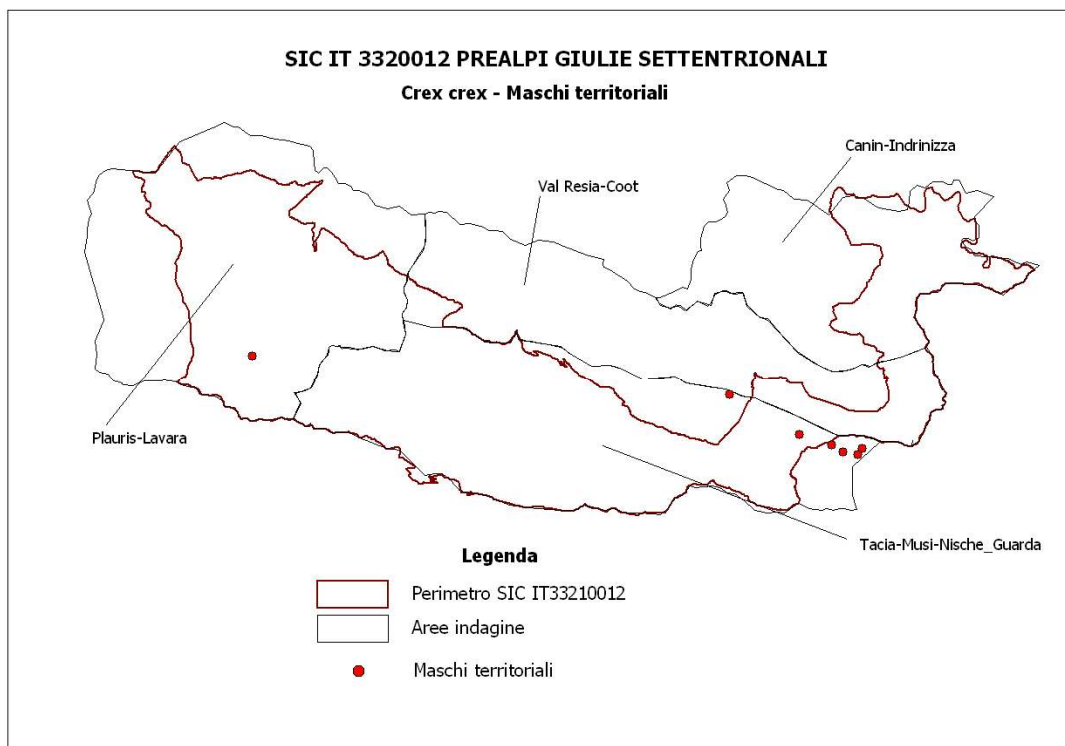 SIC IT 3320012 PREALPI GIULIE SETTENTRIONALI
Crex crex - Maschi territoriali
Canin-Indrinizza
Val Resia-Coot
Plauris-Lavara
Tacia-Musi-Nische_Guarda
Legenda
Perimetro SIC IT33210012
Aree indagine
Maschi territoriali